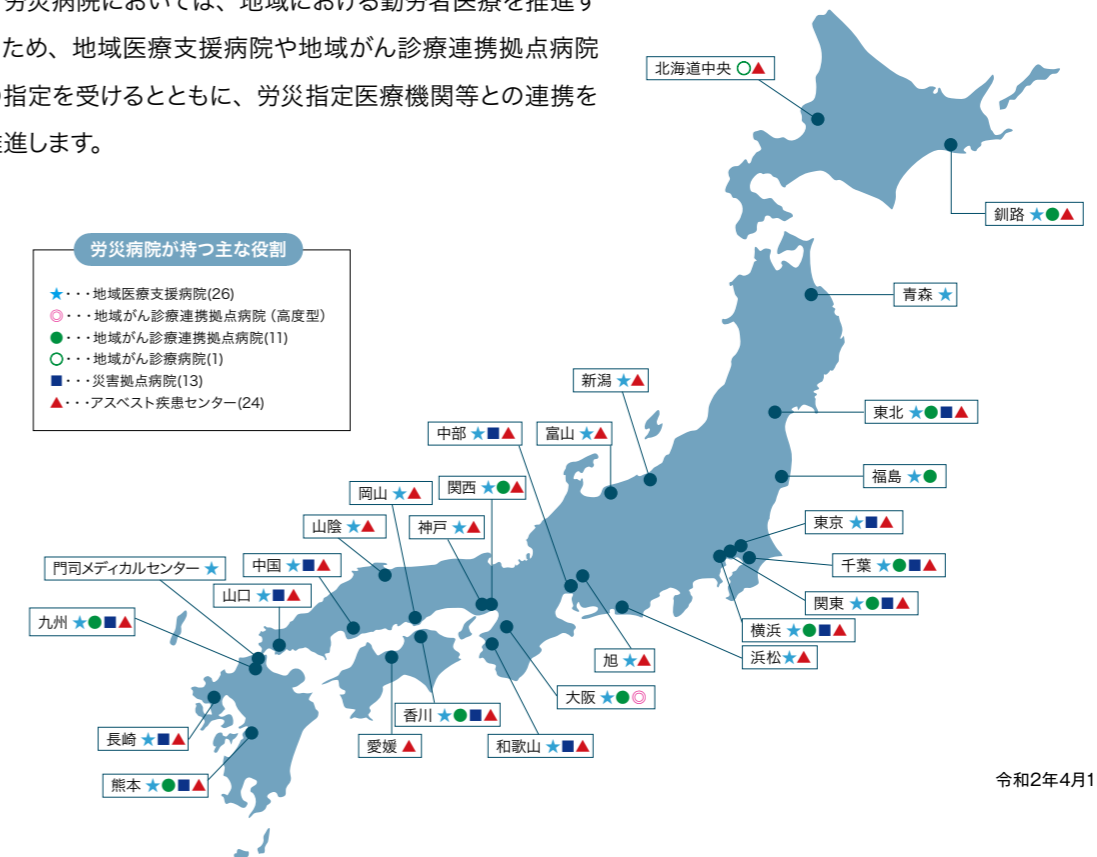 労災病院においては、地域における勤労者医療を推進す
ため、地域医療支援病院や地域がん診療連携拠点病院
指定を受けるとともに、労災指定医療機関等との連携を
進します。
労災病院が持つ主な役割
★・・・地域医療支援病院(26)
◎・・・地域がん診療連携拠点病院（高度型）
●・・・地域がん診療連携拠点病院(11)
○・・・地域がん診療病院(1)
■・・・災害拠点病院(13)
▲・・・アスベスト疾患センター(24)
北海道中央 ○▲
釧路 ★●▲
青森 ★
新潟 ★▲
東北 ★●■▲
中部 ★■▲
富山 ★▲
福島 ★●
岡山 ★▲
関西 ★●▲
山陰 ★▲
神戸 ★▲
東京 ★■▲
門司メディカルセンター ★
中国 ★■▲
千葉 ★●■▲
山口 ★■▲
関東 ★●■▲
九州 ★●■▲
横浜 ★●■▲
旭 ★▲
浜松★▲
大阪 ★●◎
香川 ★●■▲
長崎 ★■▲
愛媛 ▲
和歌山 ★■▲
熊本 ★●■▲
令和2年4月1